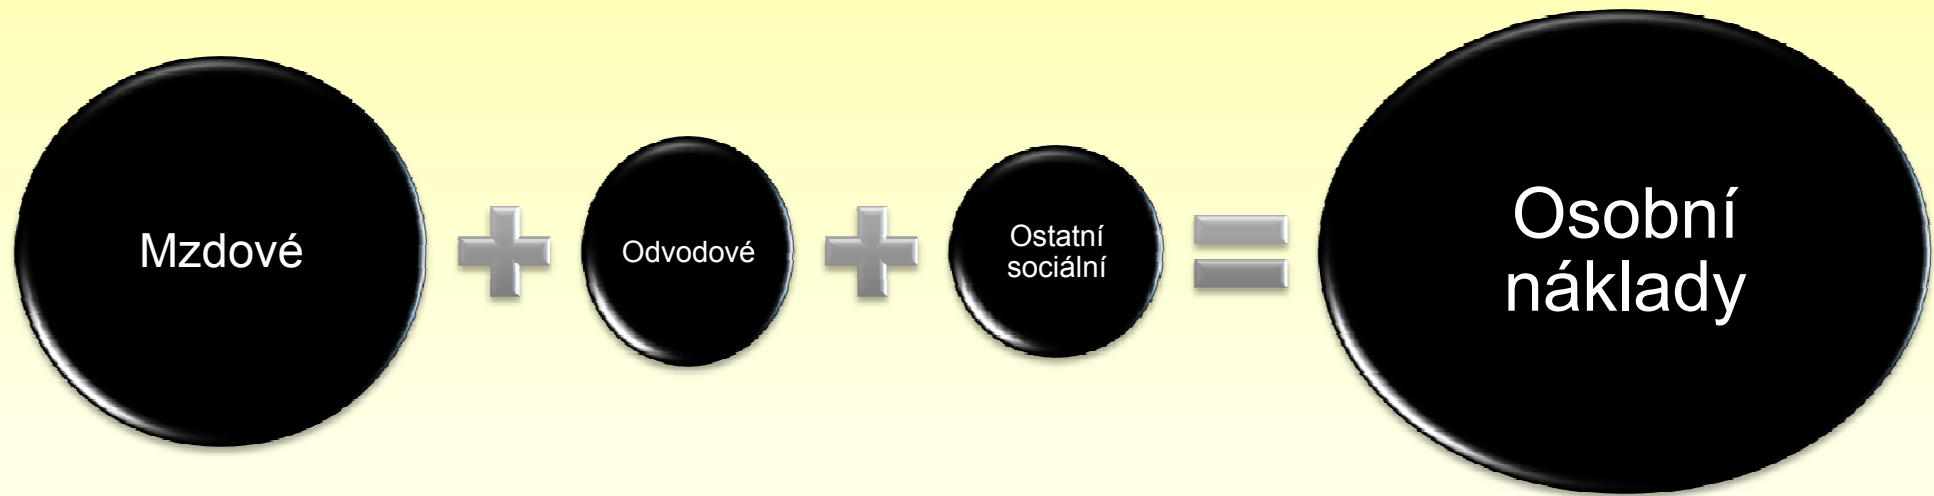 Mzdové
Odvodové
Ostatní
sociální
Osobní
náklady